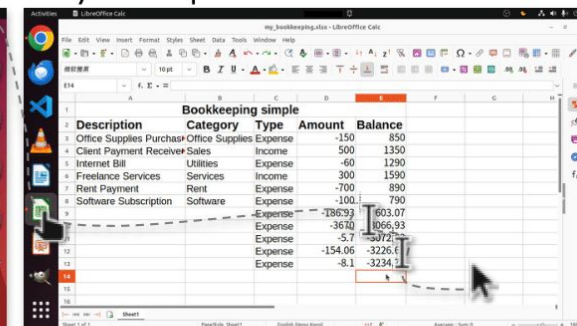 Activities LibreOffice Calc
my_bookkeeping.xlsx - LibreOffice Calc
File Edit View Insert Format Styles Sheet Data Tools Window Help
10 pt
E14
A B C D E F G H
1 Bookkeeping simple
2 Description Category Type Amount Balance
3 Office Supplies Purchas Office Supplies Expense -150 850
4 Client Payment Receive Sales Income 500 1350
5 Internet Bill Utilities Expense -60 1290
6 Freelance Services Services Income 300 1590
7 Rent Payment Rent Expense -700 890
8 Software Subscription Software Expense -100 790
9 Expense -186.93 603.07
Expense -3670
Expense -5.7
12 Expense -154.06
13 Expense -8.1
14
15
16
Sheet1
Sheet 1 of 1